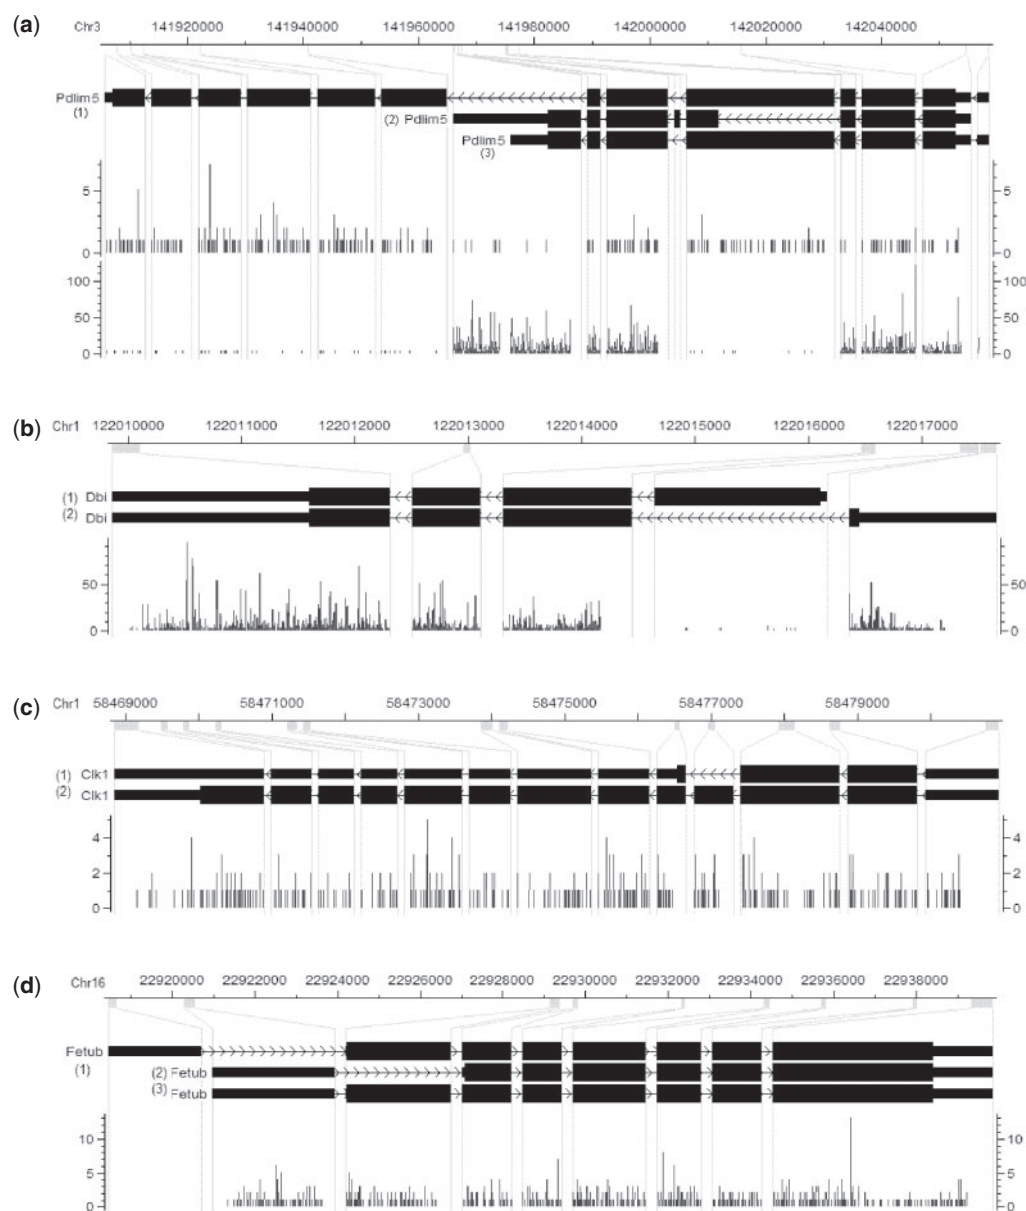 (a)
Chr3 141920000 141940000 141960000 141980000 142000000 142020000 142040000
Pdlim5
(1)
(2) Pdlim5
Pdlim5
(3)
5 5
0 0
100 100
50 50
0 0
(b)
Chr1 122010000 122011000 122012000 122013000 122014000 122015000 122016000 122017000
(1) Dbi
(2) Dbi
50 50
0 0
(c)
Chr1 58469000 58471000 58473000 58475000 58477000 58479000
(1) Clk1
(2) Clk1
4 4
2 2
0 0
(d)
Chr16 22920000 22922000 22924000 22926000 22928000 22930000 22932000 22934000 22936000 22938000
Fetub
(1)
(2) Fetub
(3) Fetub
10 10
5 5
0 0